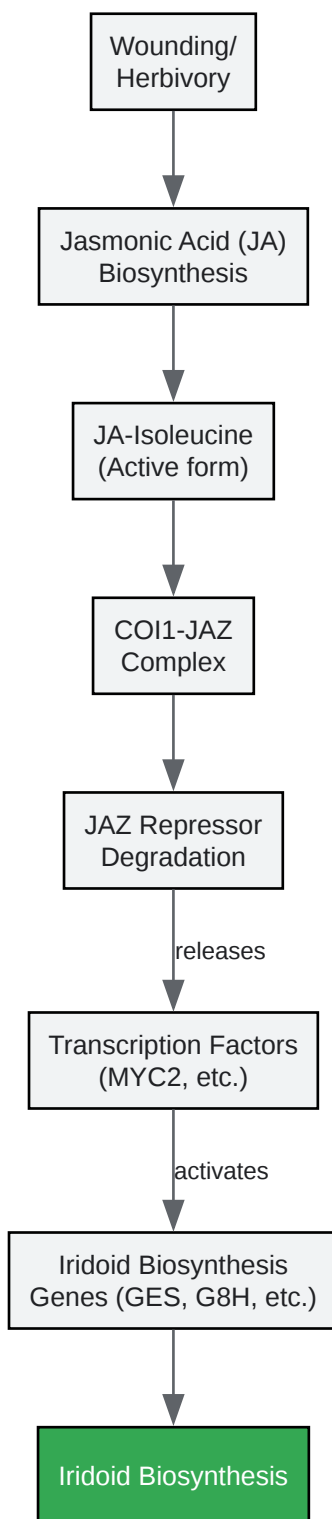 Wounding/
Herbivory
Jasmonic Acid (JA)
Biosynthesis
JA-Isoleucine
(Active form)
COI1-JAZ
Complex
JAZ Repressor
Degradation
releases
Transcription Factors
(MYC2, etc.)
activates
Iridoid Biosynthesis
Genes (GES, G8H, etc.)
Iridoid Biosynthesis